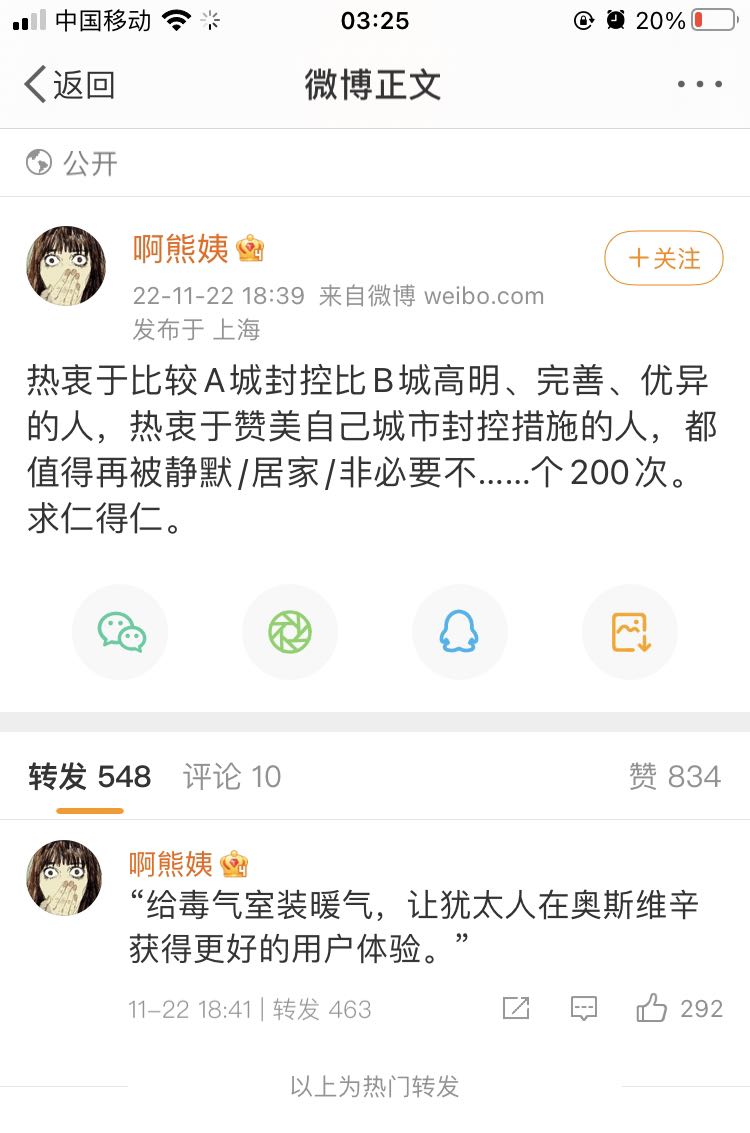 中国移动 03:25 20%
返回 微博正文
公开
啊熊姨 +关注
22-11-22 18:39 来自微博 weibo.com
发布于 上海
热衷于比较A城封控比B城高明、完善、优异
的人，热衷于赞美自己城市封控措施的人，都
值得再被静默/居家/非必要不……个200次。
求仁得仁。
转发 548 评论 10 赞 834
啊熊姨
“给毒气室装暖气，让犹太人在奥斯维辛
获得更好的用户体验。”
11-22 18:41 | 转发 463 292
以上为热门转发